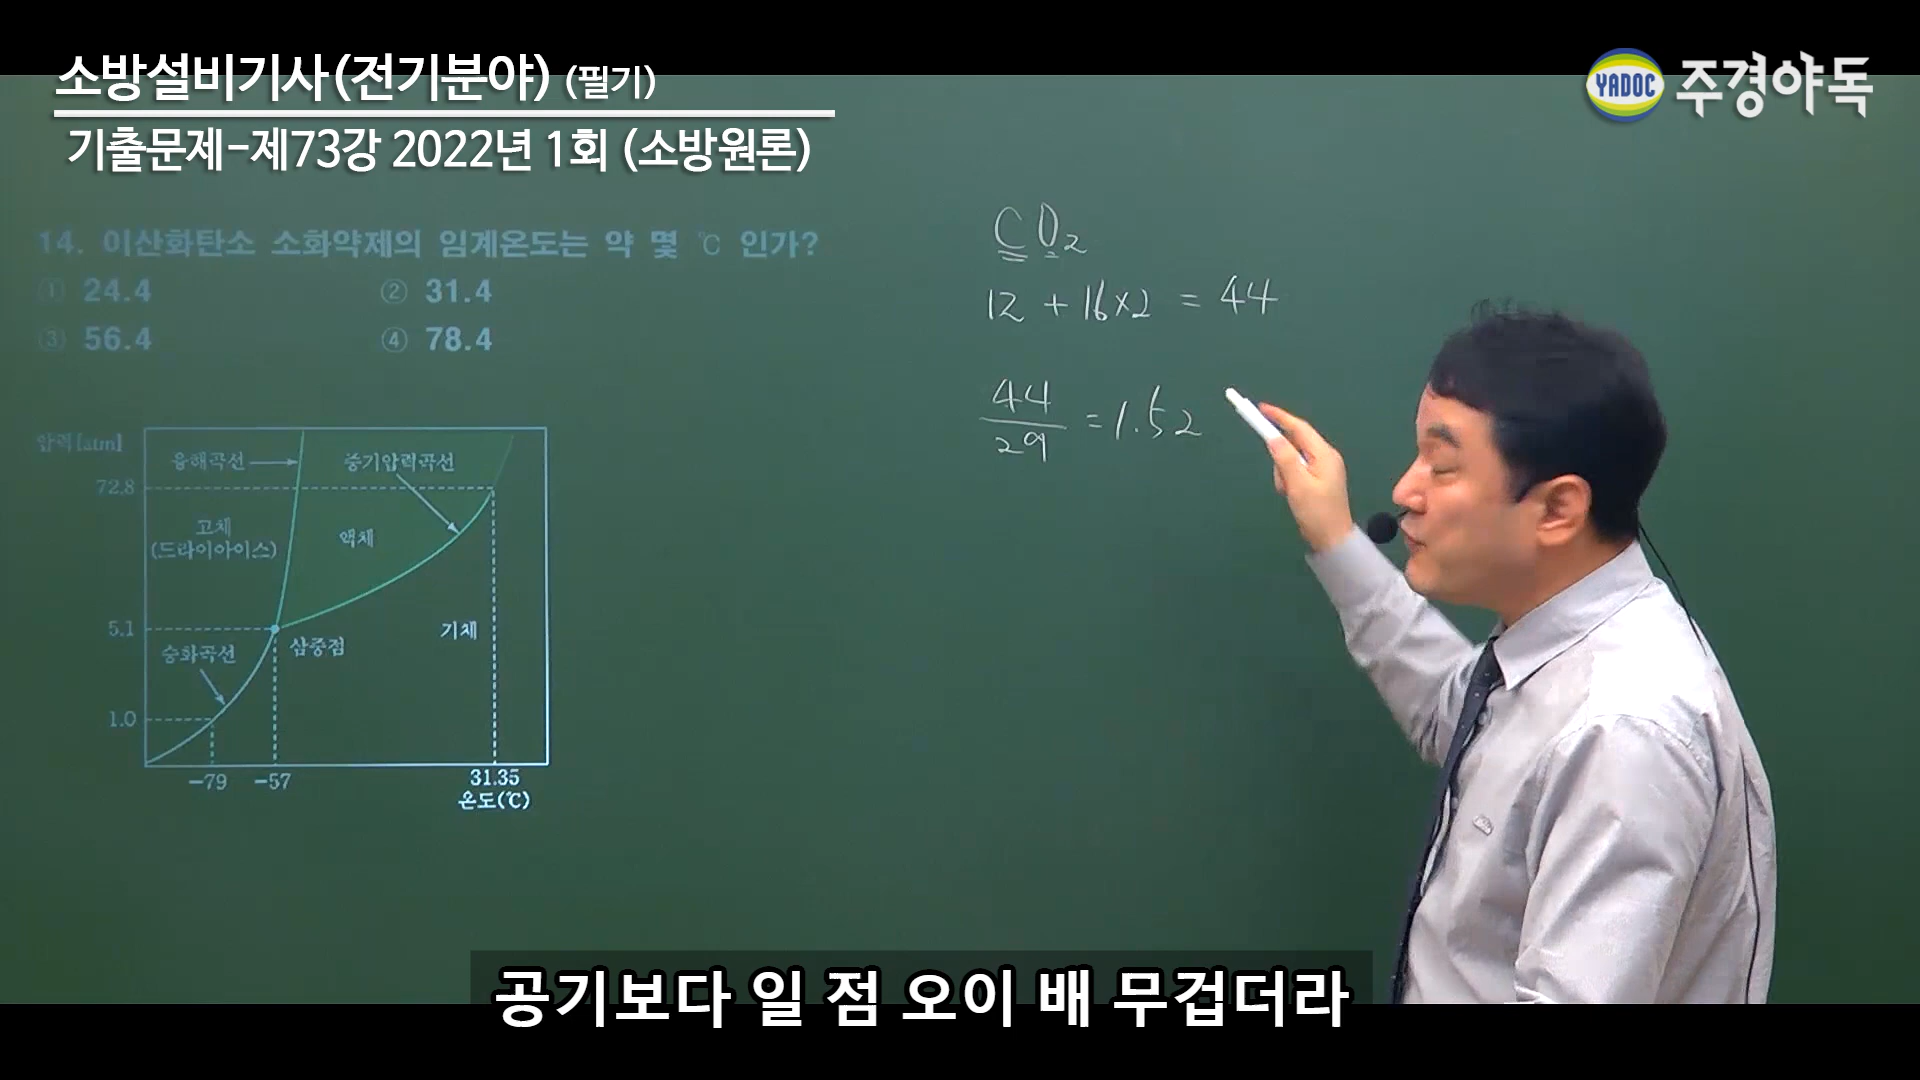 소방설비기사(전기분야) (필기)
기출문제-제73강 2022년 1회 (소방원론)
YADOC 주경야독
14. 이산화탄소 소화약제의 임계온도는 약 몇 ℃ 인가?
① 24.4 ② 31.4
③ 56.4 ④ 78.4
압력[atm]
융해곡선
증기압력곡선
72.8
고체
(드라이아이스)
액체
5.1
삼중점
기체
승화곡선
1.0
-79 -57 31.35
온도(℃)
CO₂
12 + 16×2 = 44
44
29
= 1.52
공기보다 일 점 오이 배 무겁더라